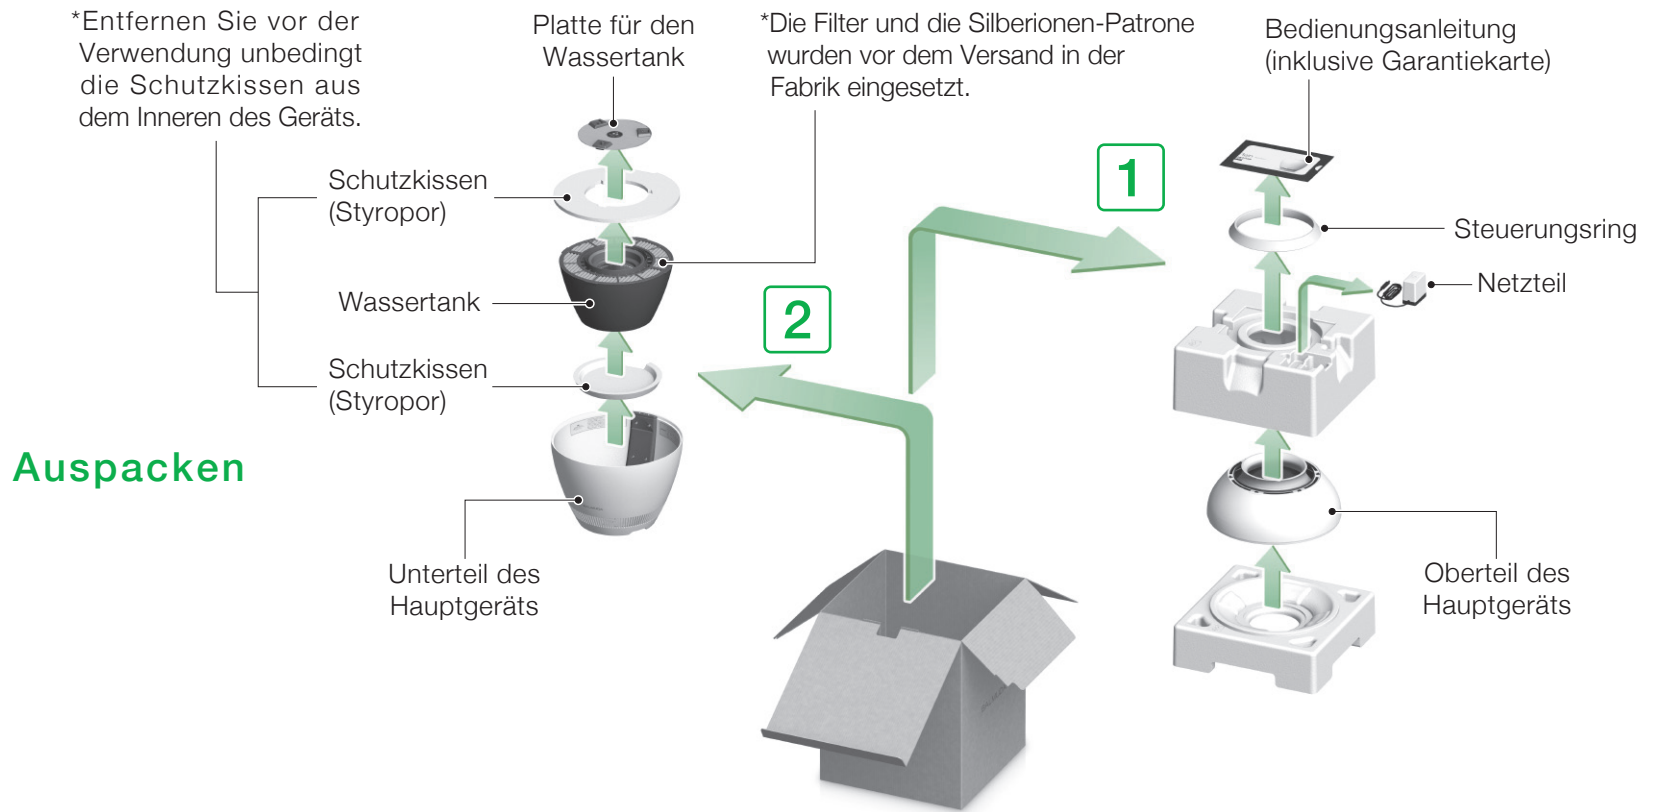 *Entfernen Sie vor der
Verwendung unbedingt
die Schutzkissen aus
dem Inneren des Geräts.
Platte für den
Wassertank
*Die Filter und die Silberionen-Patrone
wurden vor dem Versand in der
Fabrik eingesetzt.
Bedienungsanleitung
(inklusive Garantiekarte)
1
Schutzkissen
(Styropor)
Steuerungsring
Netzteil
Wassertank
2
Schutzkissen
(Styropor)
Auspacken
Unterteil des
Hauptgeräts
Oberteil des
Hauptgeräts